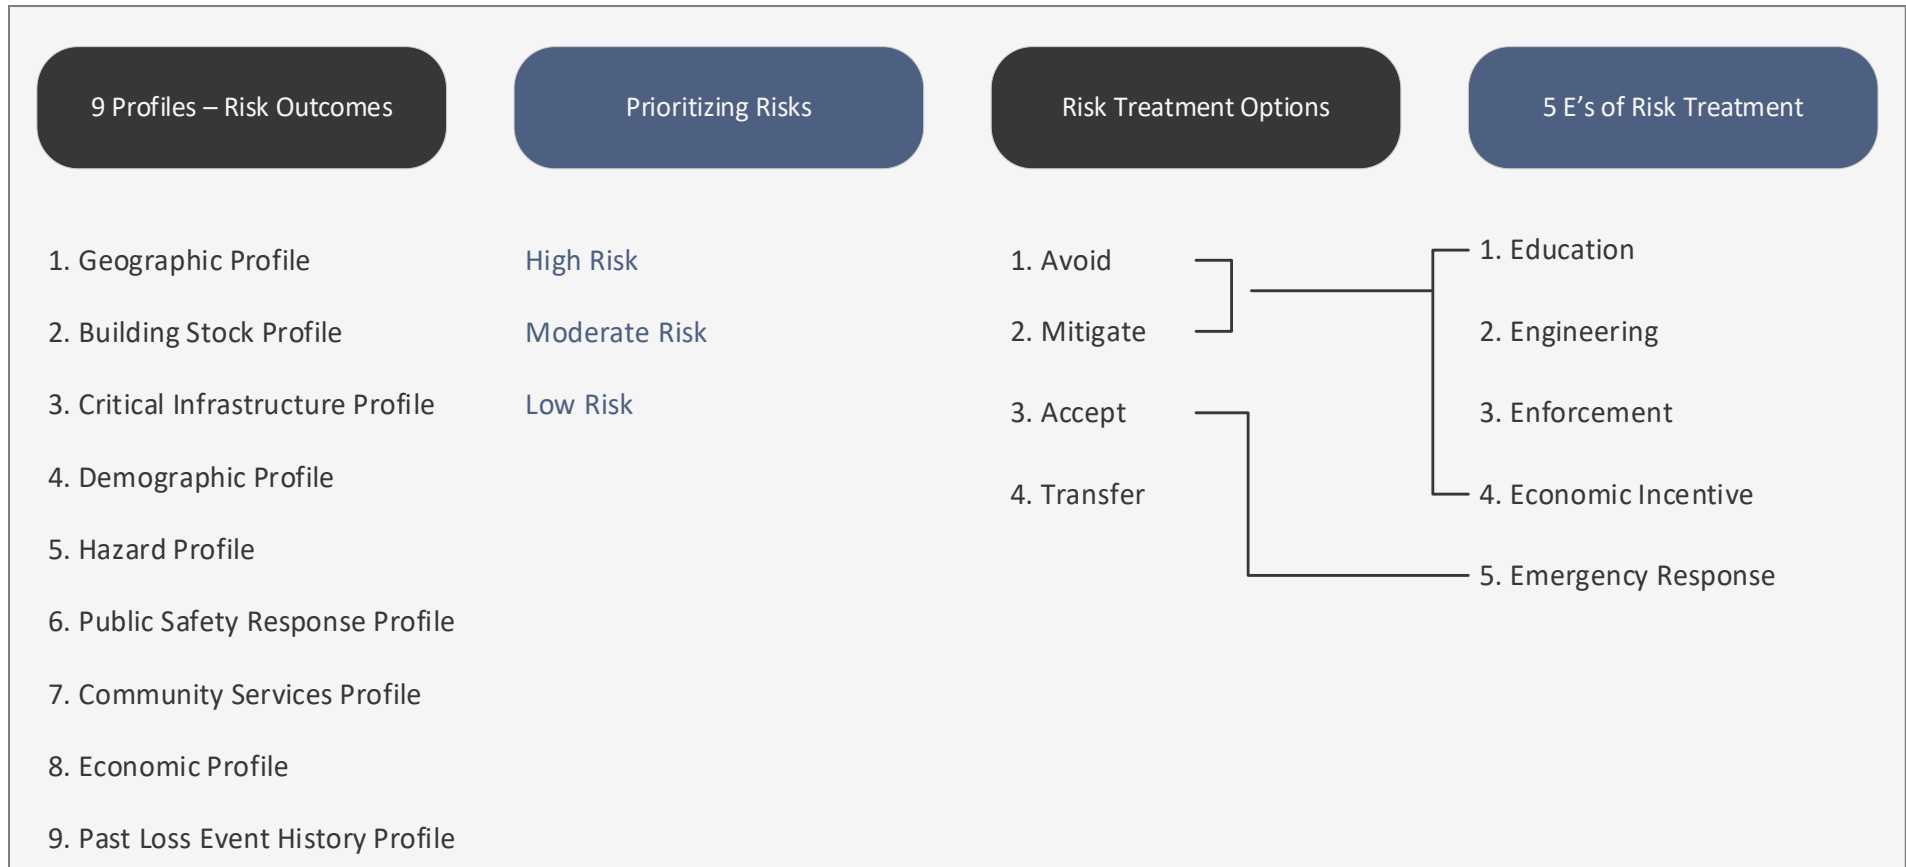 9 Profiles – Risk Outcomes
Prioritizing Risks
Risk Treatment Options
5 E’s of Risk Treatment
1. Geographic Profile
2. Building Stock Profile
3. Critical Infrastructure Profile
4. Demographic Profile
5. Hazard Profile
6. Public Safety Response Profile
7. Community Services Profile
8. Economic Profile
9. Past Loss Event History Profile
High Risk
Moderate Risk
Low Risk
1. Avoid
2. Mitigate
3. Accept
4. Transfer
1. Education
2. Engineering
3. Enforcement
4. Economic Incentive
5. Emergency Response